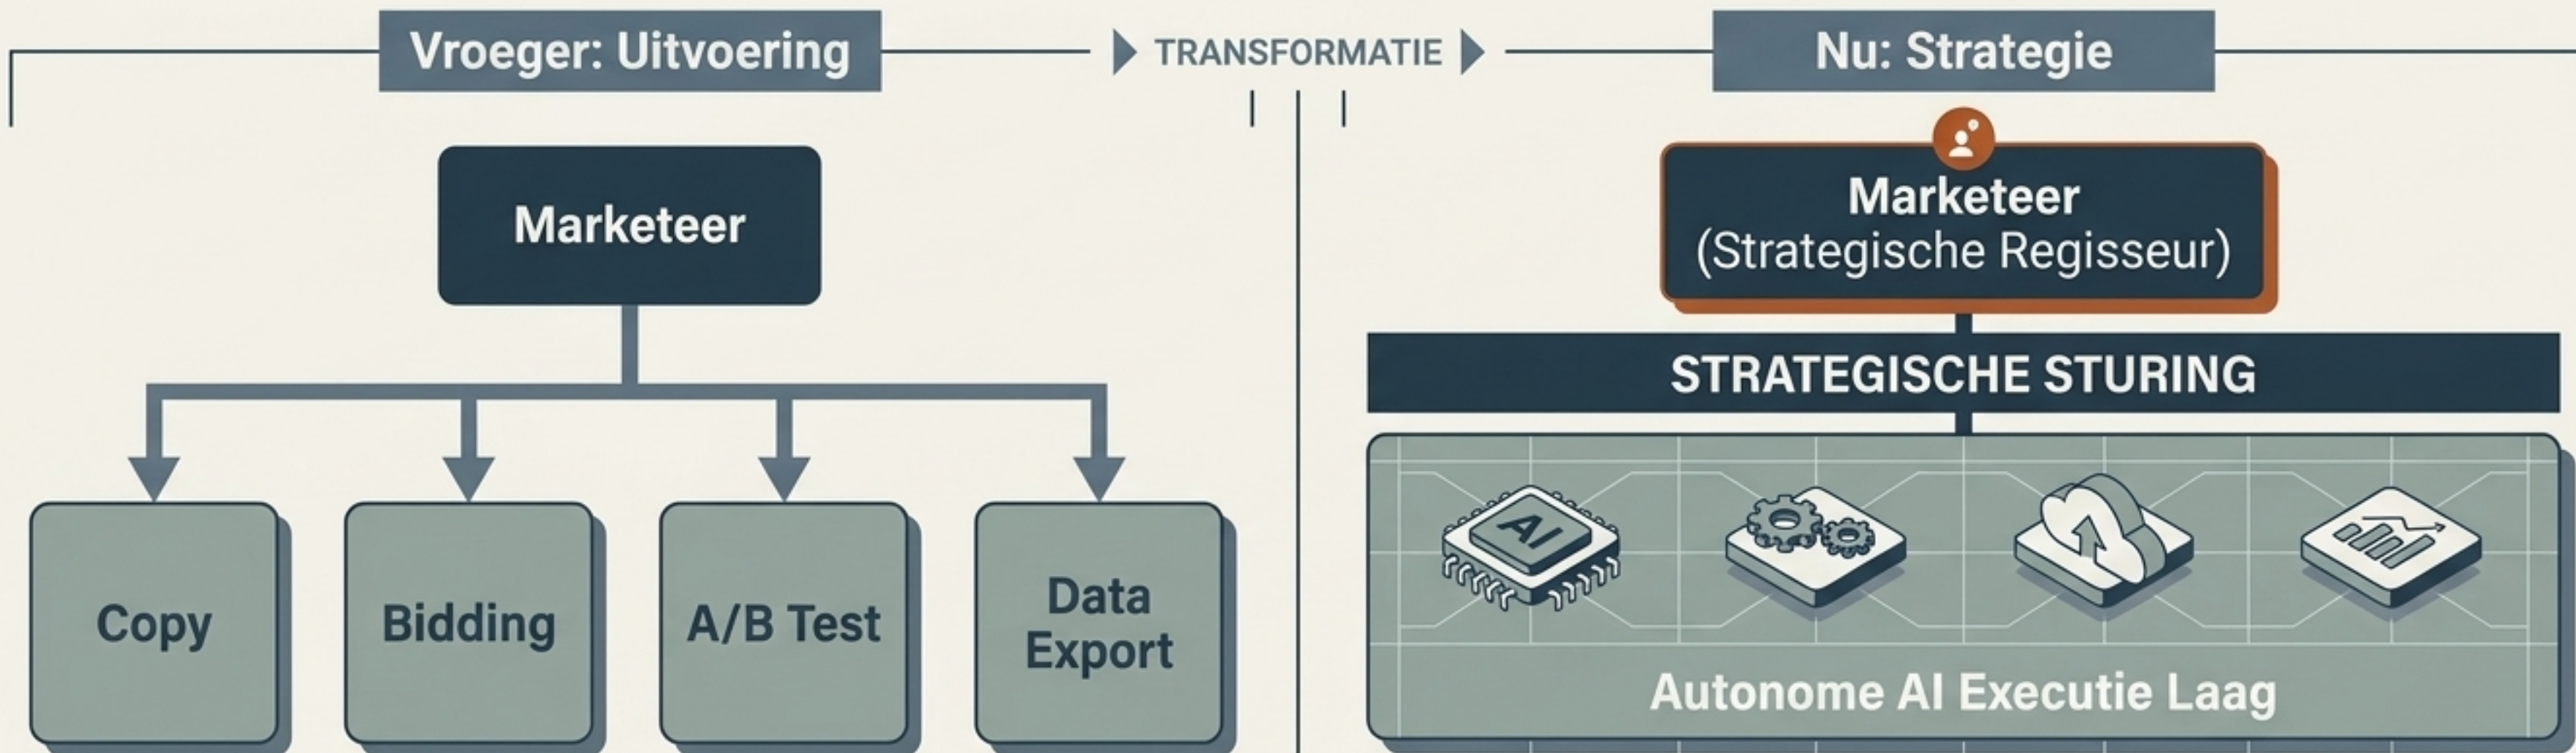 Vroeger: Uitvoering
TRANSFORMATIE
Nu: Strategie
Marketeer
Copy
Bidding
A/B Test
Data
Export
Marketeer
(Strategische Regisseur)
STRATEGISCHE STURING
AI
Autonome AI Executie Laag